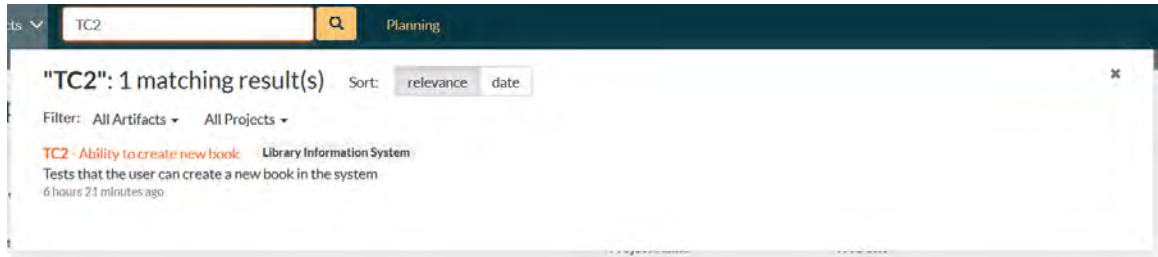 TC2 Planning
"TC2": 1 matching result(s) Sort: relevance date
Filter: All Artifacts All Projects
TC2 - Ability to create new book Library Information System
Tests that the user can create a new book in the system
6 hours 21 minutes ago